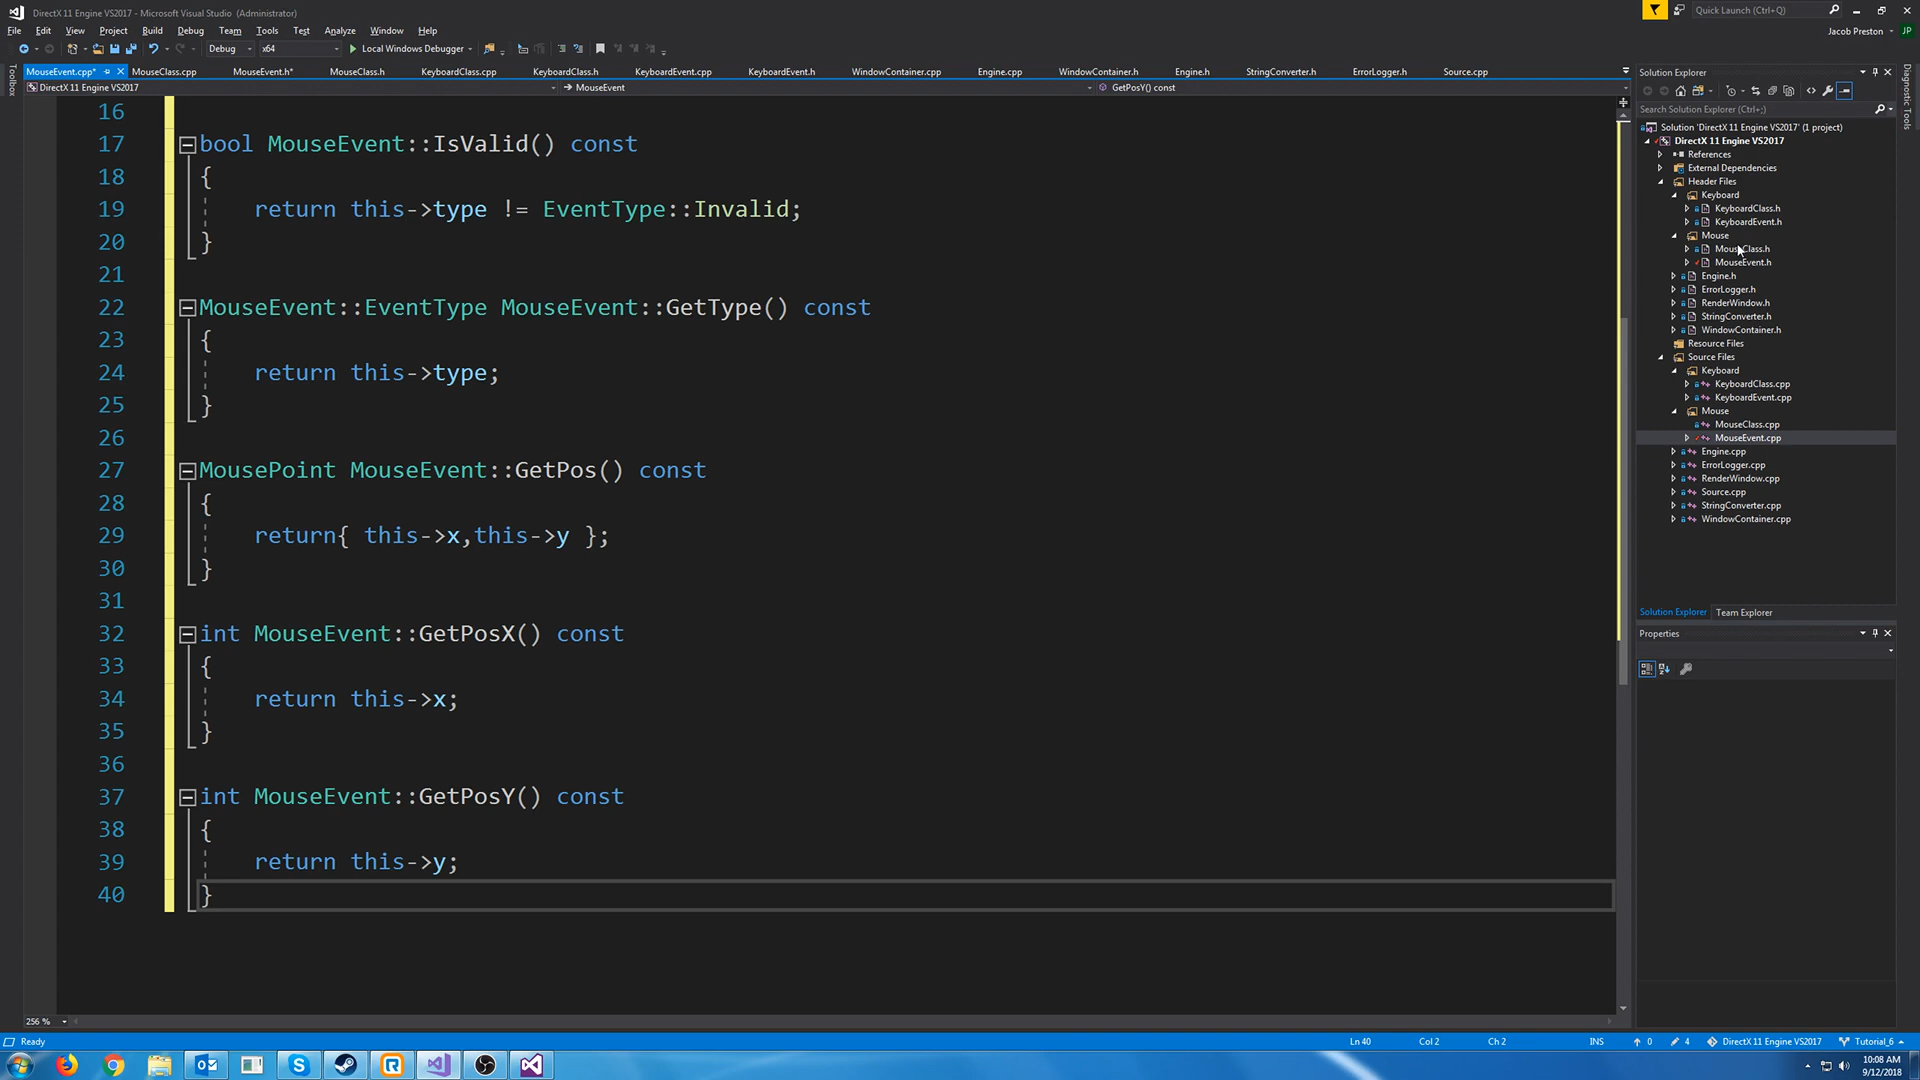 DirectX 11 Engine VS2017 - Microsoft Visual Studio (Administrator)
Quick Launch (Ctrl+Q)
File Edit View Project Build Debug Team Tools Test Analyze Window Help
Jacob Preston JP
Debug x64 Local Windows Debugger
Toolbox
MouseEvent.cpp* MouseClass.cpp MouseEvent.h* MouseClass.h KeyboardClass.cpp KeyboardClass.h KeyboardEvent.cpp KeyboardEvent.h WindowContainer.cpp Engine.cpp WindowContainer.h Engine.h StringConverter.h ErrorLogger.h Source.cpp
DirectX 11 Engine VS2017 MouseEvent GetPosY() const
16
17 bool MouseEvent::IsValid() const
18 {
19 return this->type != EventType::Invalid;
20 }
21
22 MouseEvent::EventType MouseEvent::GetType() const
23 {
24 return this->type;
25 }
26
27 MousePoint MouseEvent::GetPos() const
28 {
29 return{ this->x,this->y };
30 }
31
32 int MouseEvent::GetPosX() const
33 {
34 return this->x;
35 }
36
37 int MouseEvent::GetPosY() const
38 {
39 return this->y;
40 }
256 %
Solution Explorer
Search Solution Explorer (Ctrl+;)
Solution 'DirectX 11 Engine VS2017' (1 project)
DirectX 11 Engine VS2017
References
External Dependencies
Header Files
Keyboard
KeyboardClass.h
KeyboardEvent.h
Mouse
MouseClass.h
MouseEvent.h
Engine.h
ErrorLogger.h
RenderWindow.h
StringConverter.h
WindowContainer.h
Resource Files
Source Files
Keyboard
KeyboardClass.cpp
KeyboardEvent.cpp
Mouse
MouseClass.cpp
MouseEvent.cpp
Engine.cpp
ErrorLogger.cpp
RenderWindow.cpp
Source.cpp
StringConverter.cpp
WindowContainer.cpp
Solution Explorer Team Explorer
Properties
Diagnostic Tools
Ready Ln 40 Col 2 Ch 2 INS 0 4 DirectX 11 Engine VS2017 Tutorial_6
10:08 AM
9/12/2018